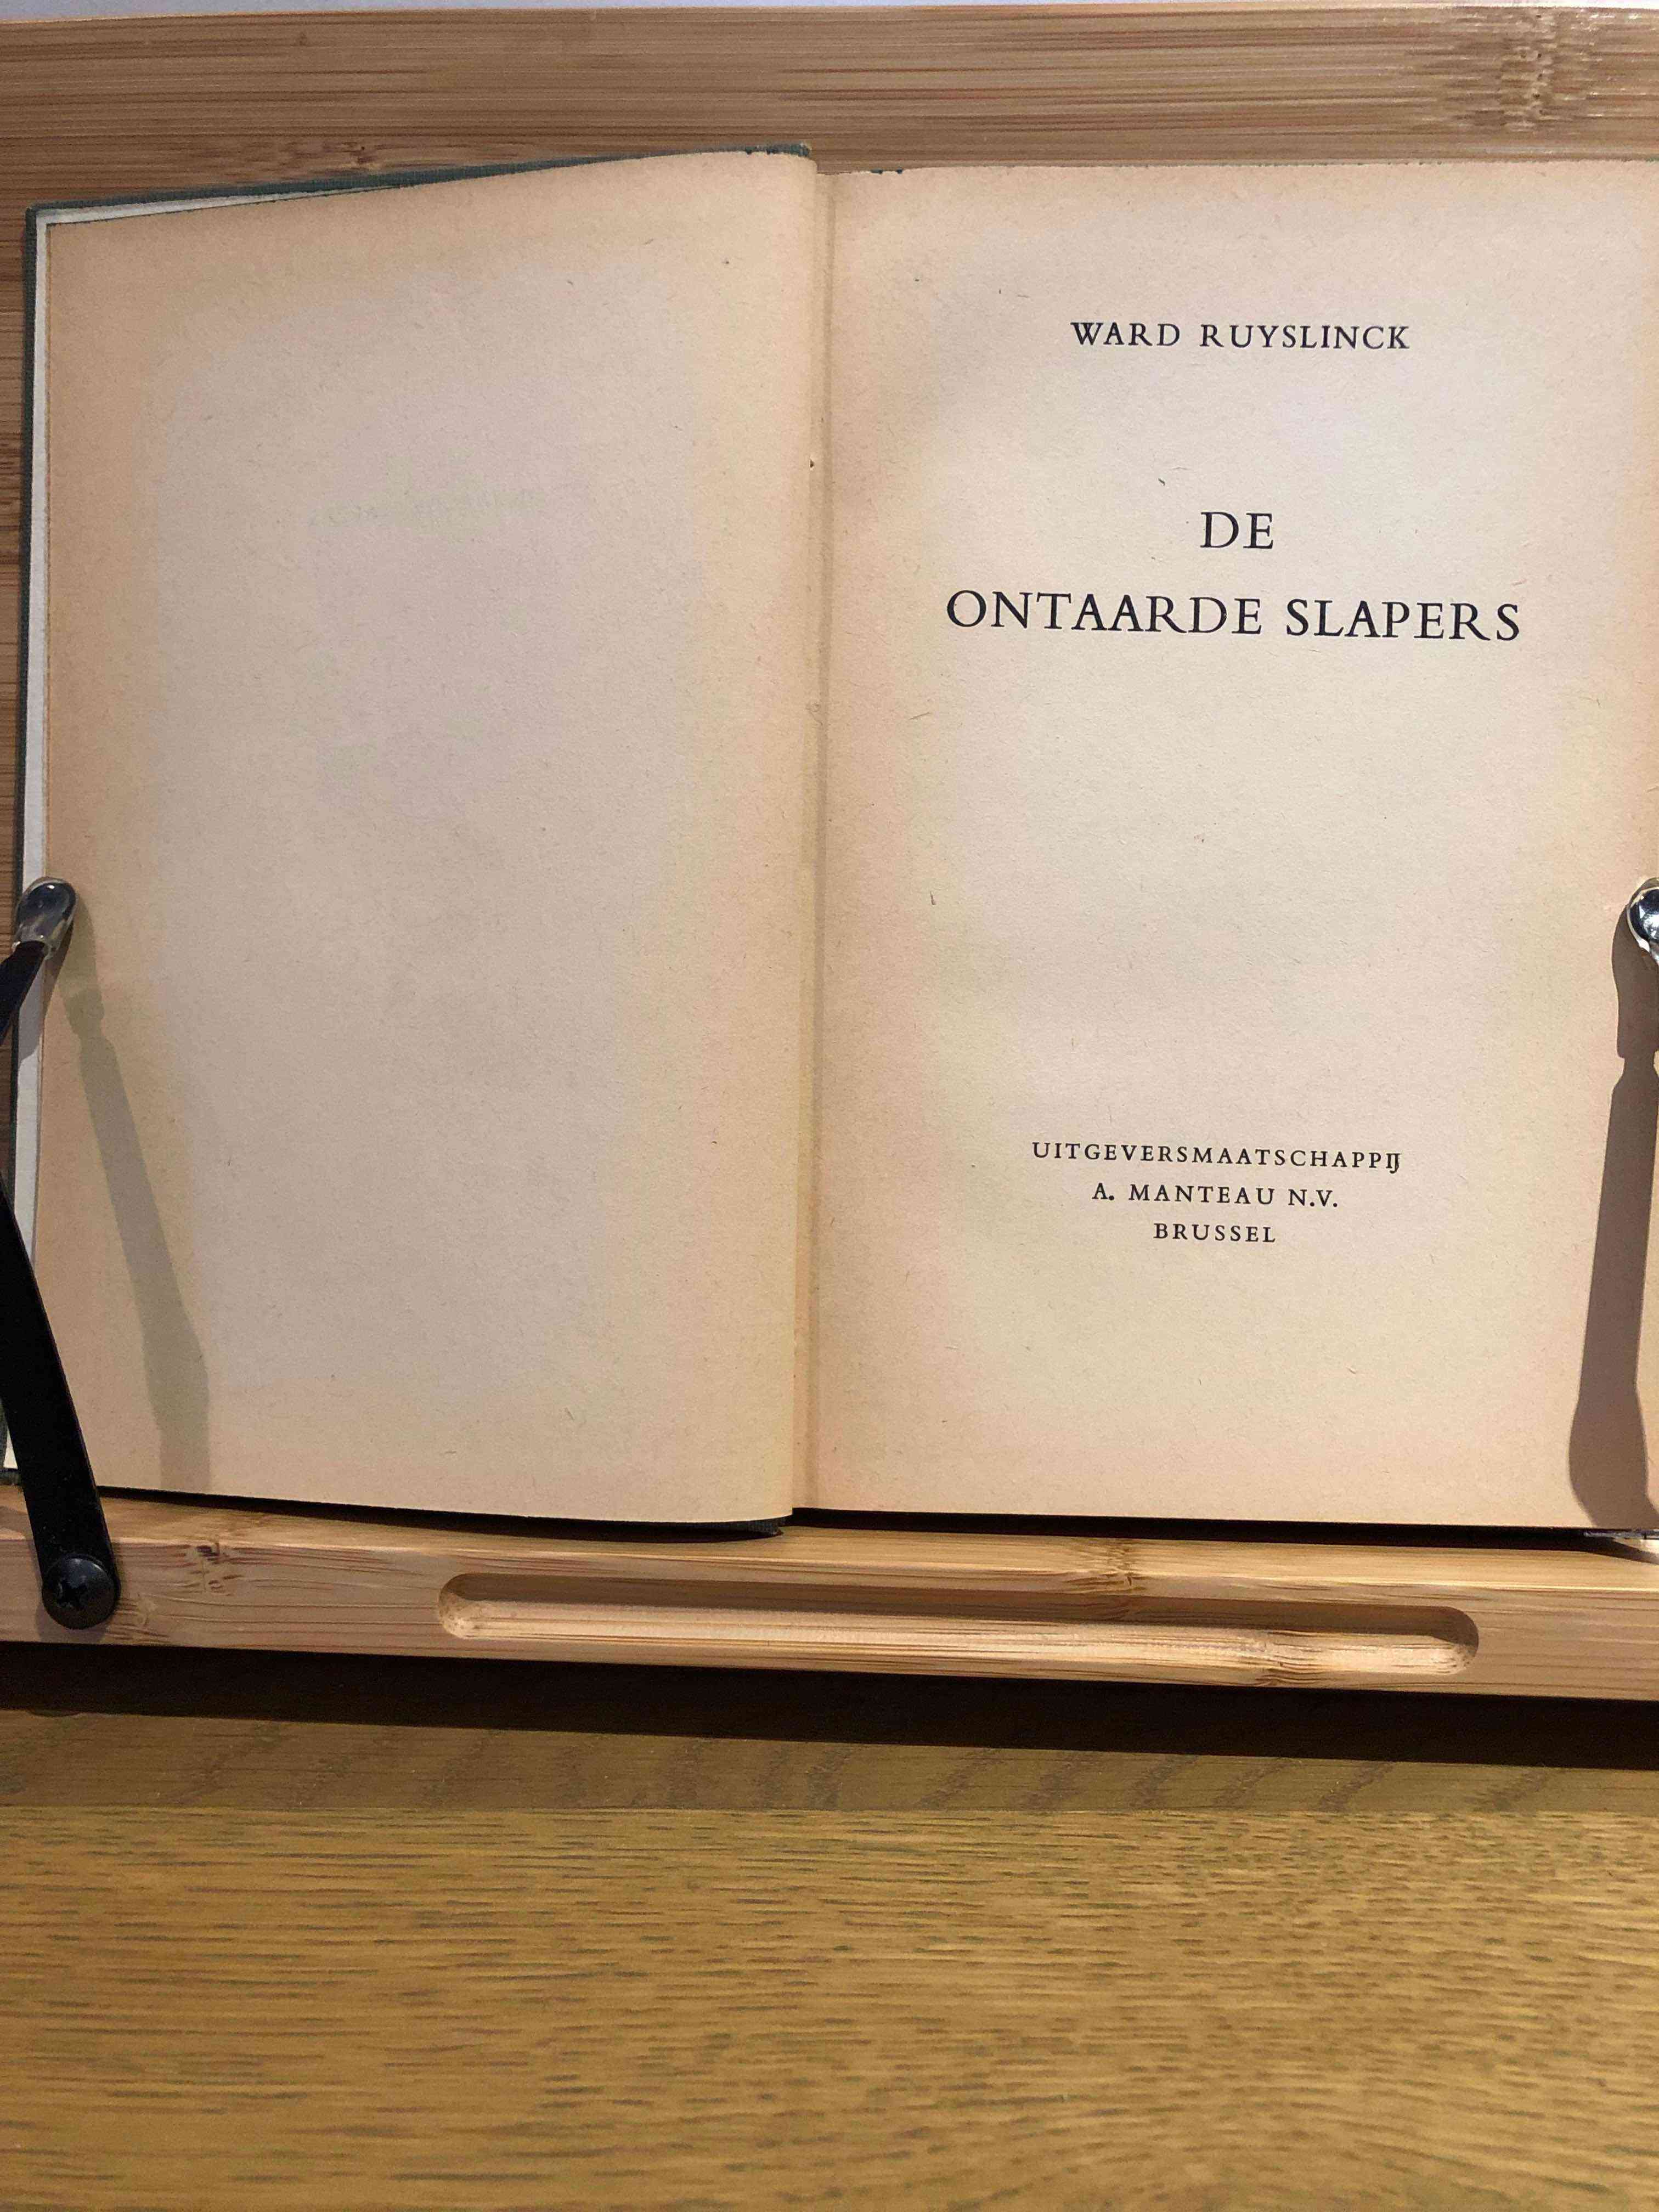 WARD RUYSLINCK
DE
ONTAARDE SLAPERS
UITGEVERSMAATSCHAPPIJ
A. MANTEAU N.V.
BRUSSEL